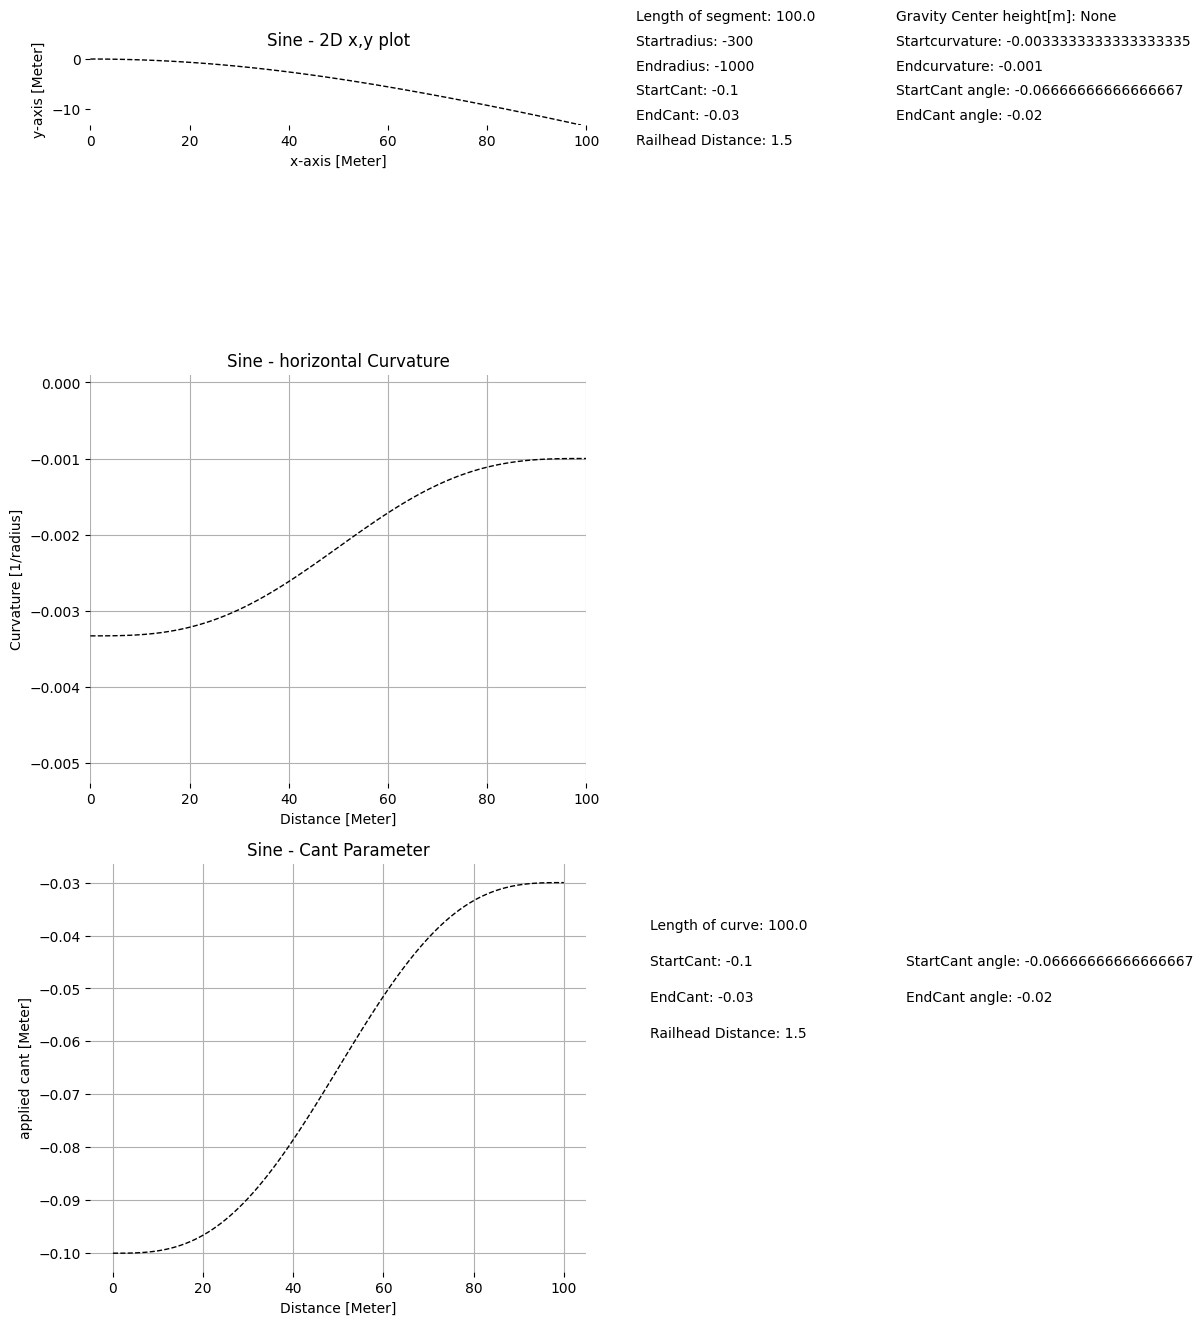 Length of segment: 100.0
Gravity Center height[m]: None
Startradius: -300
Startcurvature: -0.0033333333333333335
Endradius: -1000
Endcurvature: -0.001
StartCant: -0.1
StartCant angle: -0.06666666666666667
EndCant: -0.03
EndCant angle: -0.02
Railhead Distance: 1.5
Sine - 2D x,y plot
y-axis [Meter]
0
−10
0 20 40 60 80 100
x-axis [Meter]
Sine - horizontal Curvature
Curvature [1/radius]
0.000
−0.001
−0.002
−0.003
−0.004
−0.005
0 20 40 60 80 100
Distance [Meter]
Sine - Cant Parameter
applied cant [Meter]
−0.03
−0.04
−0.05
−0.06
−0.07
−0.08
−0.09
−0.10
0 20 40 60 80 100
Distance [Meter]
Length of curve: 100.0
StartCant: -0.1
StartCant angle: -0.06666666666666667
EndCant: -0.03
EndCant angle: -0.02
Railhead Distance: 1.5